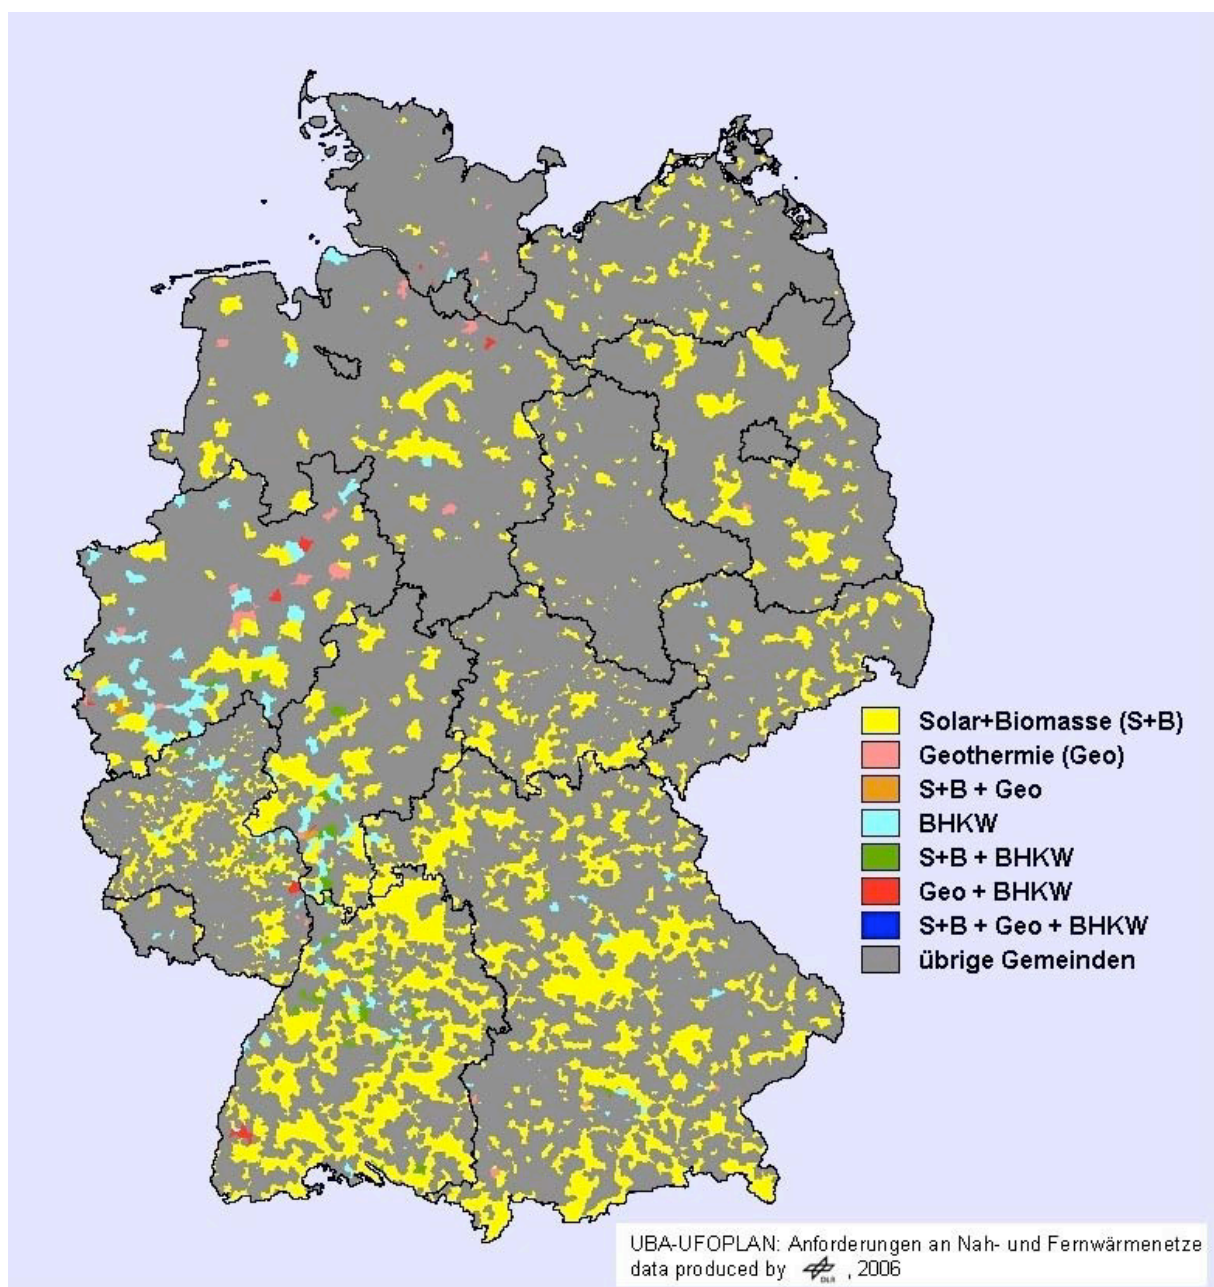 Solar+Biomasse (S+B)
Geothermie (Geo)
S+B + Geo
BHKW
S+B + BHKW
Geo + BHKW
S+B + Geo + BHKW
übrige Gemeinden
UBA-UFOPLAN: Anforderungen an Nah- und Fernwärmenetze
data produced by DLR , 2006